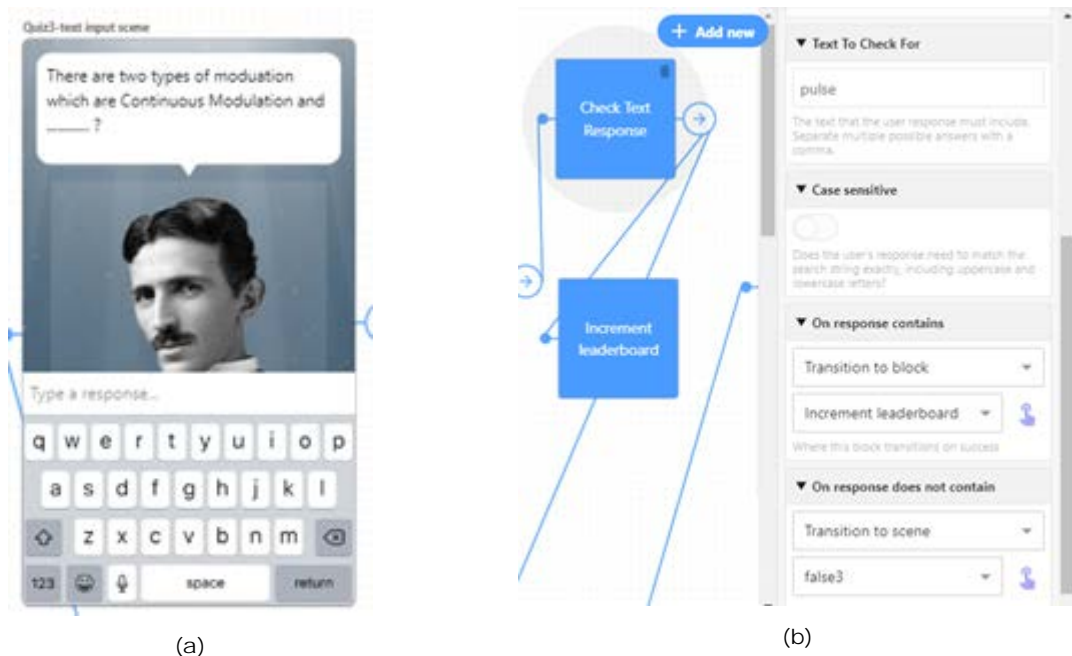 Quiz3-text input scene
There are two types of moduation
which are Continuous Modulation and
______ ?
Type a response...
q w e r t y u i o p
a s d f g h j k l
z x c v b n m
123 space return
(a)
+ Add new
Check Text
Response
Increment
leaderboard
▼ Text To Check For
pulse
The text that the user response must include.
Separate multiple possible answers with a
comma.
▼ Case sensitive
Does the user's response need to match the
search string exactly, including uppercase and
lowercase letters?
▼ On response contains
Transition to block
Increment leaderboard
Where this block transitions on success
▼ On response does not contain
Transition to scene
false3
(b)